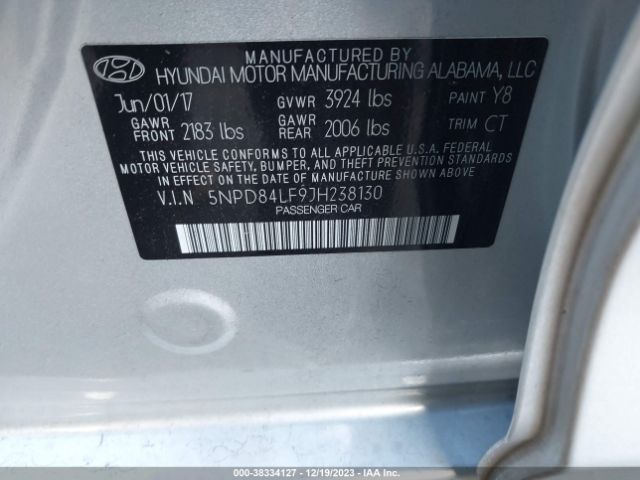 MANUFACTURED BY
HYUNDAI MOTOR MANUFACTURING ALABAMA, LLC
Jun/01/17 GVWR 3924 lbs PAINT Y8
GAWR FRONT 2183 lbs GAWR REAR 2006 lbs TRIM CT
THIS VEHICLE CONFORMS TO ALL APPLICABLE U.S.A. FEDERAL
MOTOR VEHICLE SAFETY, BUMPER, AND THEFT PREVENTION
STANDARDS IN EFFECT ON THE DATE OF MANUFACTURE SHOWN ABOVE.
V.I.N 5NPD84LF9JH238130
PASSENGER CAR
000-38334127 - 12/19/2023 - IAA Inc.